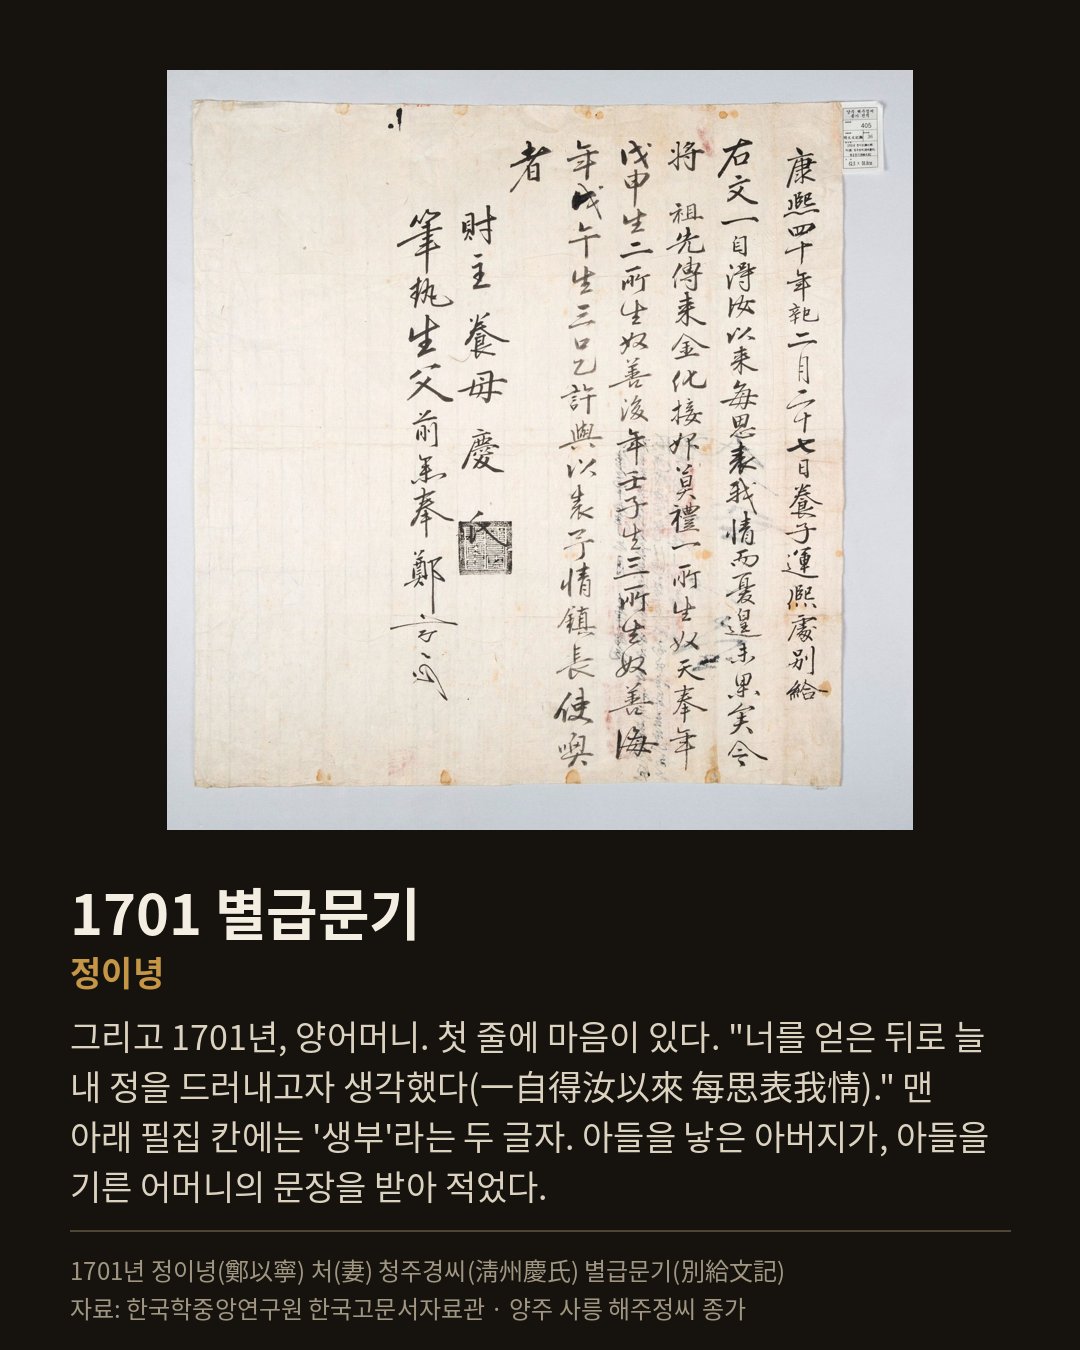 康熙四十年辛巳二月二十七日養子運熙處別給
右文一自得汝以來每思表我情而憂遑未果矣今
將 祖先傳來金化接婢莫禮一所生奴天奉年
戊申生二所生奴善復年壬子生三所生奴善海
年戊午生三口乙許與以表予情鎭長使喚
者
財主 養母 慶 氏
筆執生父前參奉 鄭
405
1701 별급문기
정이녕
그리고 1701년, 양어머니. 첫 줄에 마음이 있다. "너를 얻은 뒤로 늘
내 정을 드러내고자 생각했다(一自得汝以來 每思表我情)." 맨
아래 필집 칸에는 '생부'라는 두 글자. 아들을 낳은 아버지가, 아들을
기른 어머니의 문장을 받아 적었다.
1701년 정이녕(鄭以寧) 처(妻) 청주경씨(淸州慶氏) 별급문기(別給文記)
자료: 한국학중앙연구원 한국고문서자료관 · 양주 사릉 해주정씨 종가